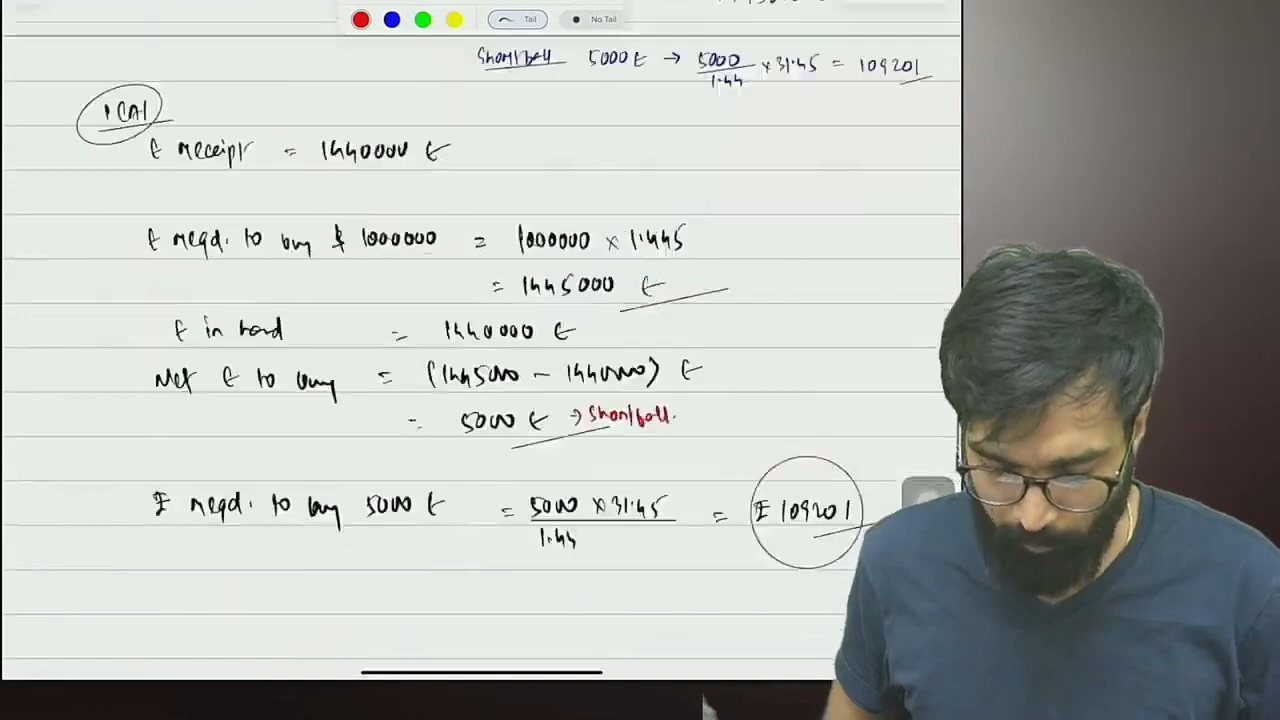 Tail No Tail
Shortfall 5000 € → 5000/1.44 × 31.45 = 109201
ICAI
€ receipt = 1440000 €
€ reqd. to buy $ 1000000 = 1000000 × 1.445
= 1445000 €
€ in hand = 1440000 €
Net € to buy = (1445000 - 1440000) €
= 5000 € → Shortfall.
₹ reqd. to buy 5000 € = 5000 × 31.45/1.44 = ₹ 109201